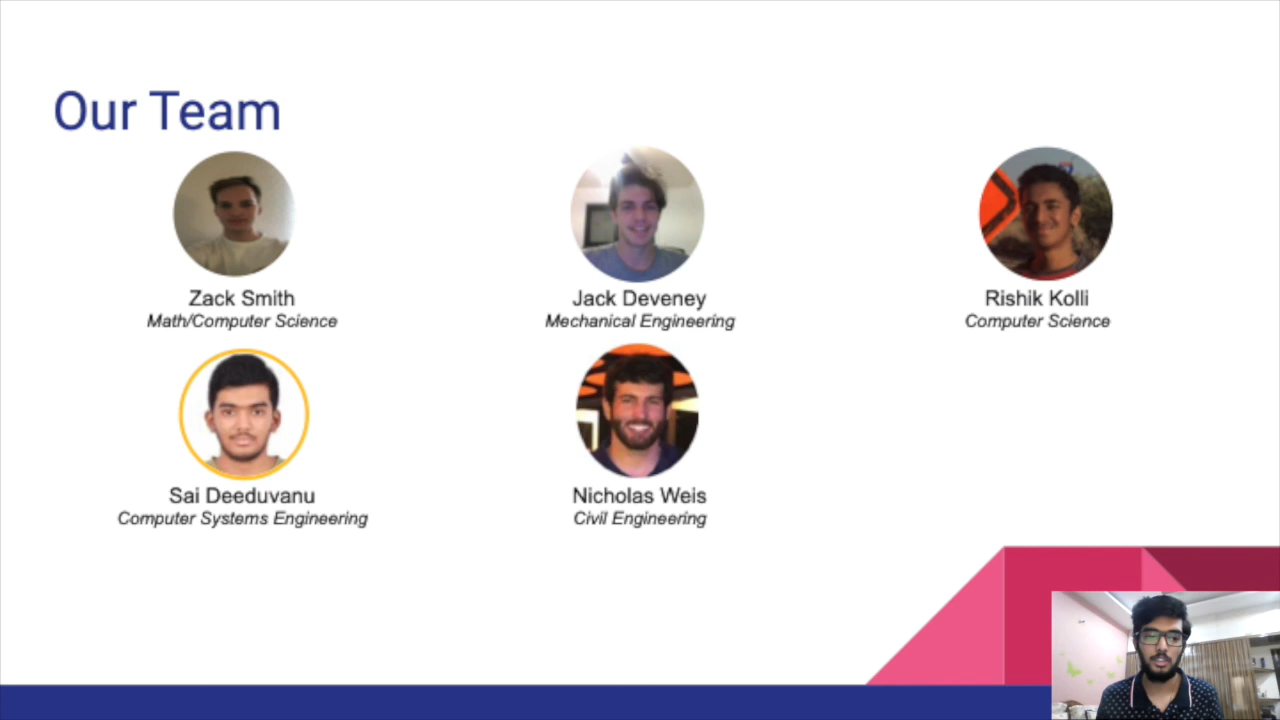 Our Team
Zack Smith
Math/Computer Science
Jack Deveney
Mechanical Engineering
Rishik Kolli
Computer Science
Sai Deeduvanu
Computer Systems Engineering
Nicholas Weis
Civil Engineering